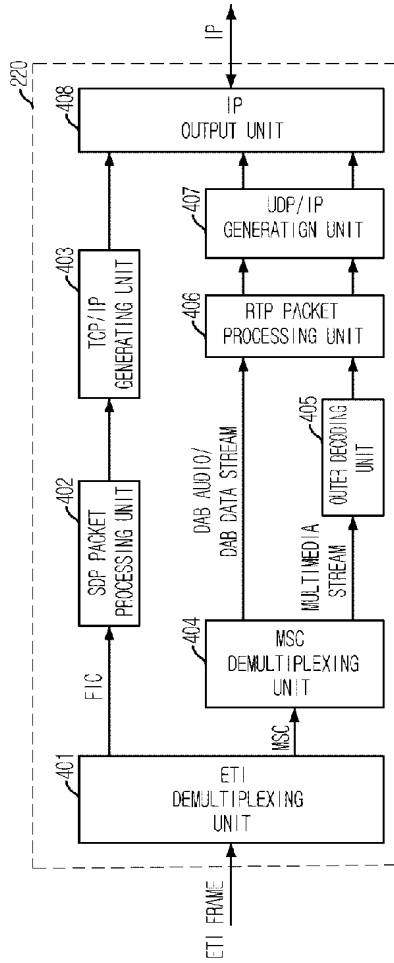 220
ETI FRAME
401
ETI
DEMULTIPLEXING
UNIT
FIC
402
SDP PACKET
PROCESSING UNIT
403
TCP/IP
GENERATING UNIT
MSC
404
MSC
DEMULTIPLEXING
UNIT
DAB AUDIO/
DAB DATA STREAM
MULTIMEDIA
STREAM
405
OUTER DECODING
UNIT
406
RTP PACKET
PROCESSING UNIT
407
UDP/IP
GENERATIGN UNIT
408
IP
OUTPUT UNIT
IP